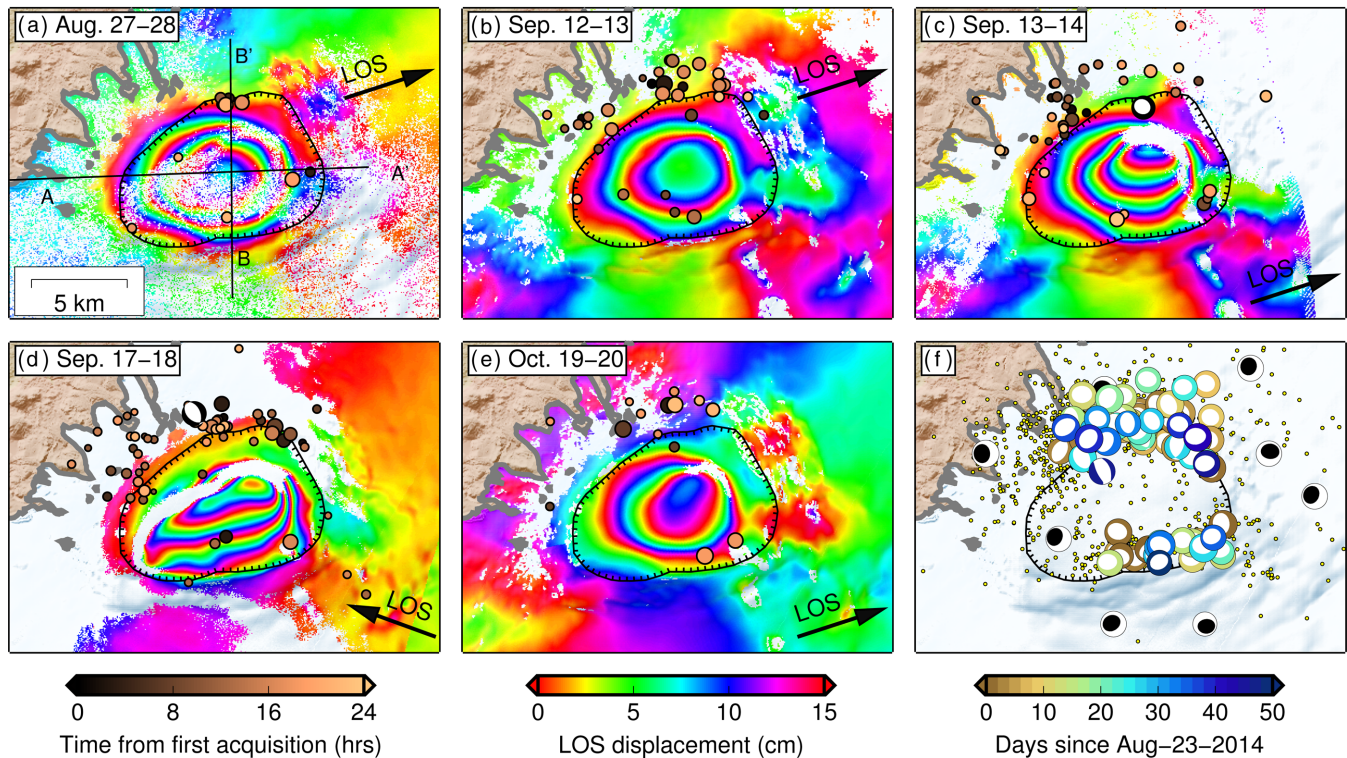 (a) Aug. 27–28
B'
LOS
A
A'
B
5 km
(b) Sep. 12–13
LOS
(c) Sep. 13–14
LOS
(d) Sep. 17–18
LOS
(e) Oct. 19–20
LOS
(f)
0 8 16 24
Time from first acquisition (hrs)
0 5 10 15
LOS displacement (cm)
0 10 20 30 40 50
Days since Aug–23–2014